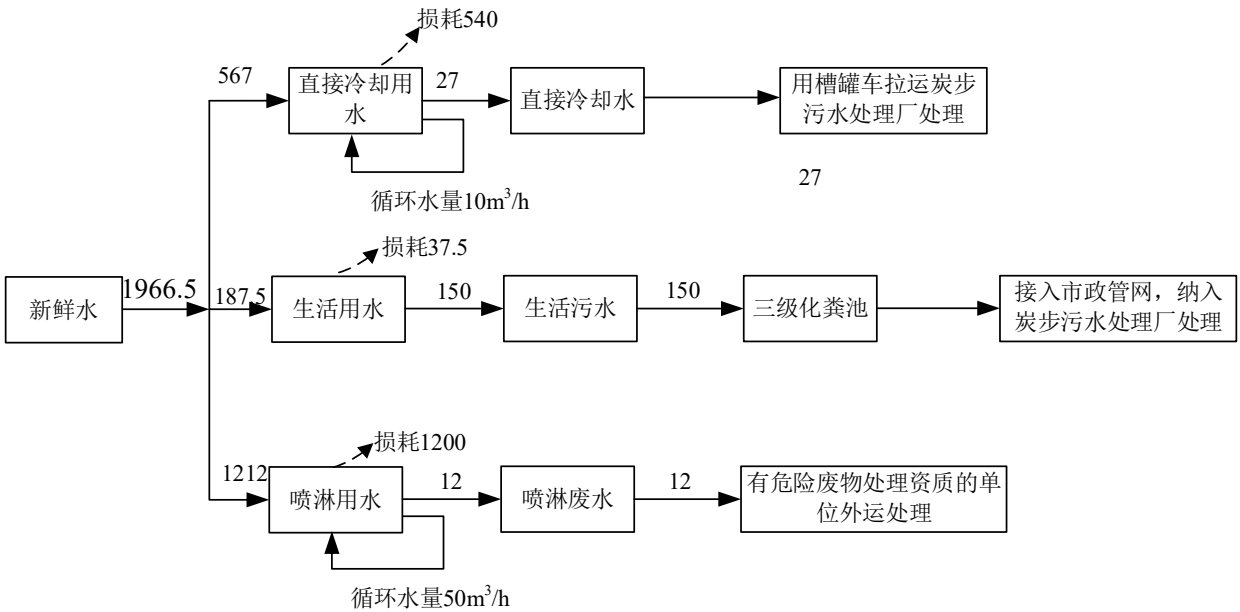 损耗540
567
直接冷却用
水
27
直接冷却水
用槽罐车拉运炭步
污水处理厂处理
27
循环水量10m³/h
损耗37.5
新鲜水
1966.5
187.5
生活用水
150
生活污水
150
三级化粪池
接入市政管网，纳入
炭步污水处理厂处理
损耗1200
1212
喷淋用水
12
喷淋废水
12
有危险废物处理资质的单
位外运处理
循环水量50m³/h